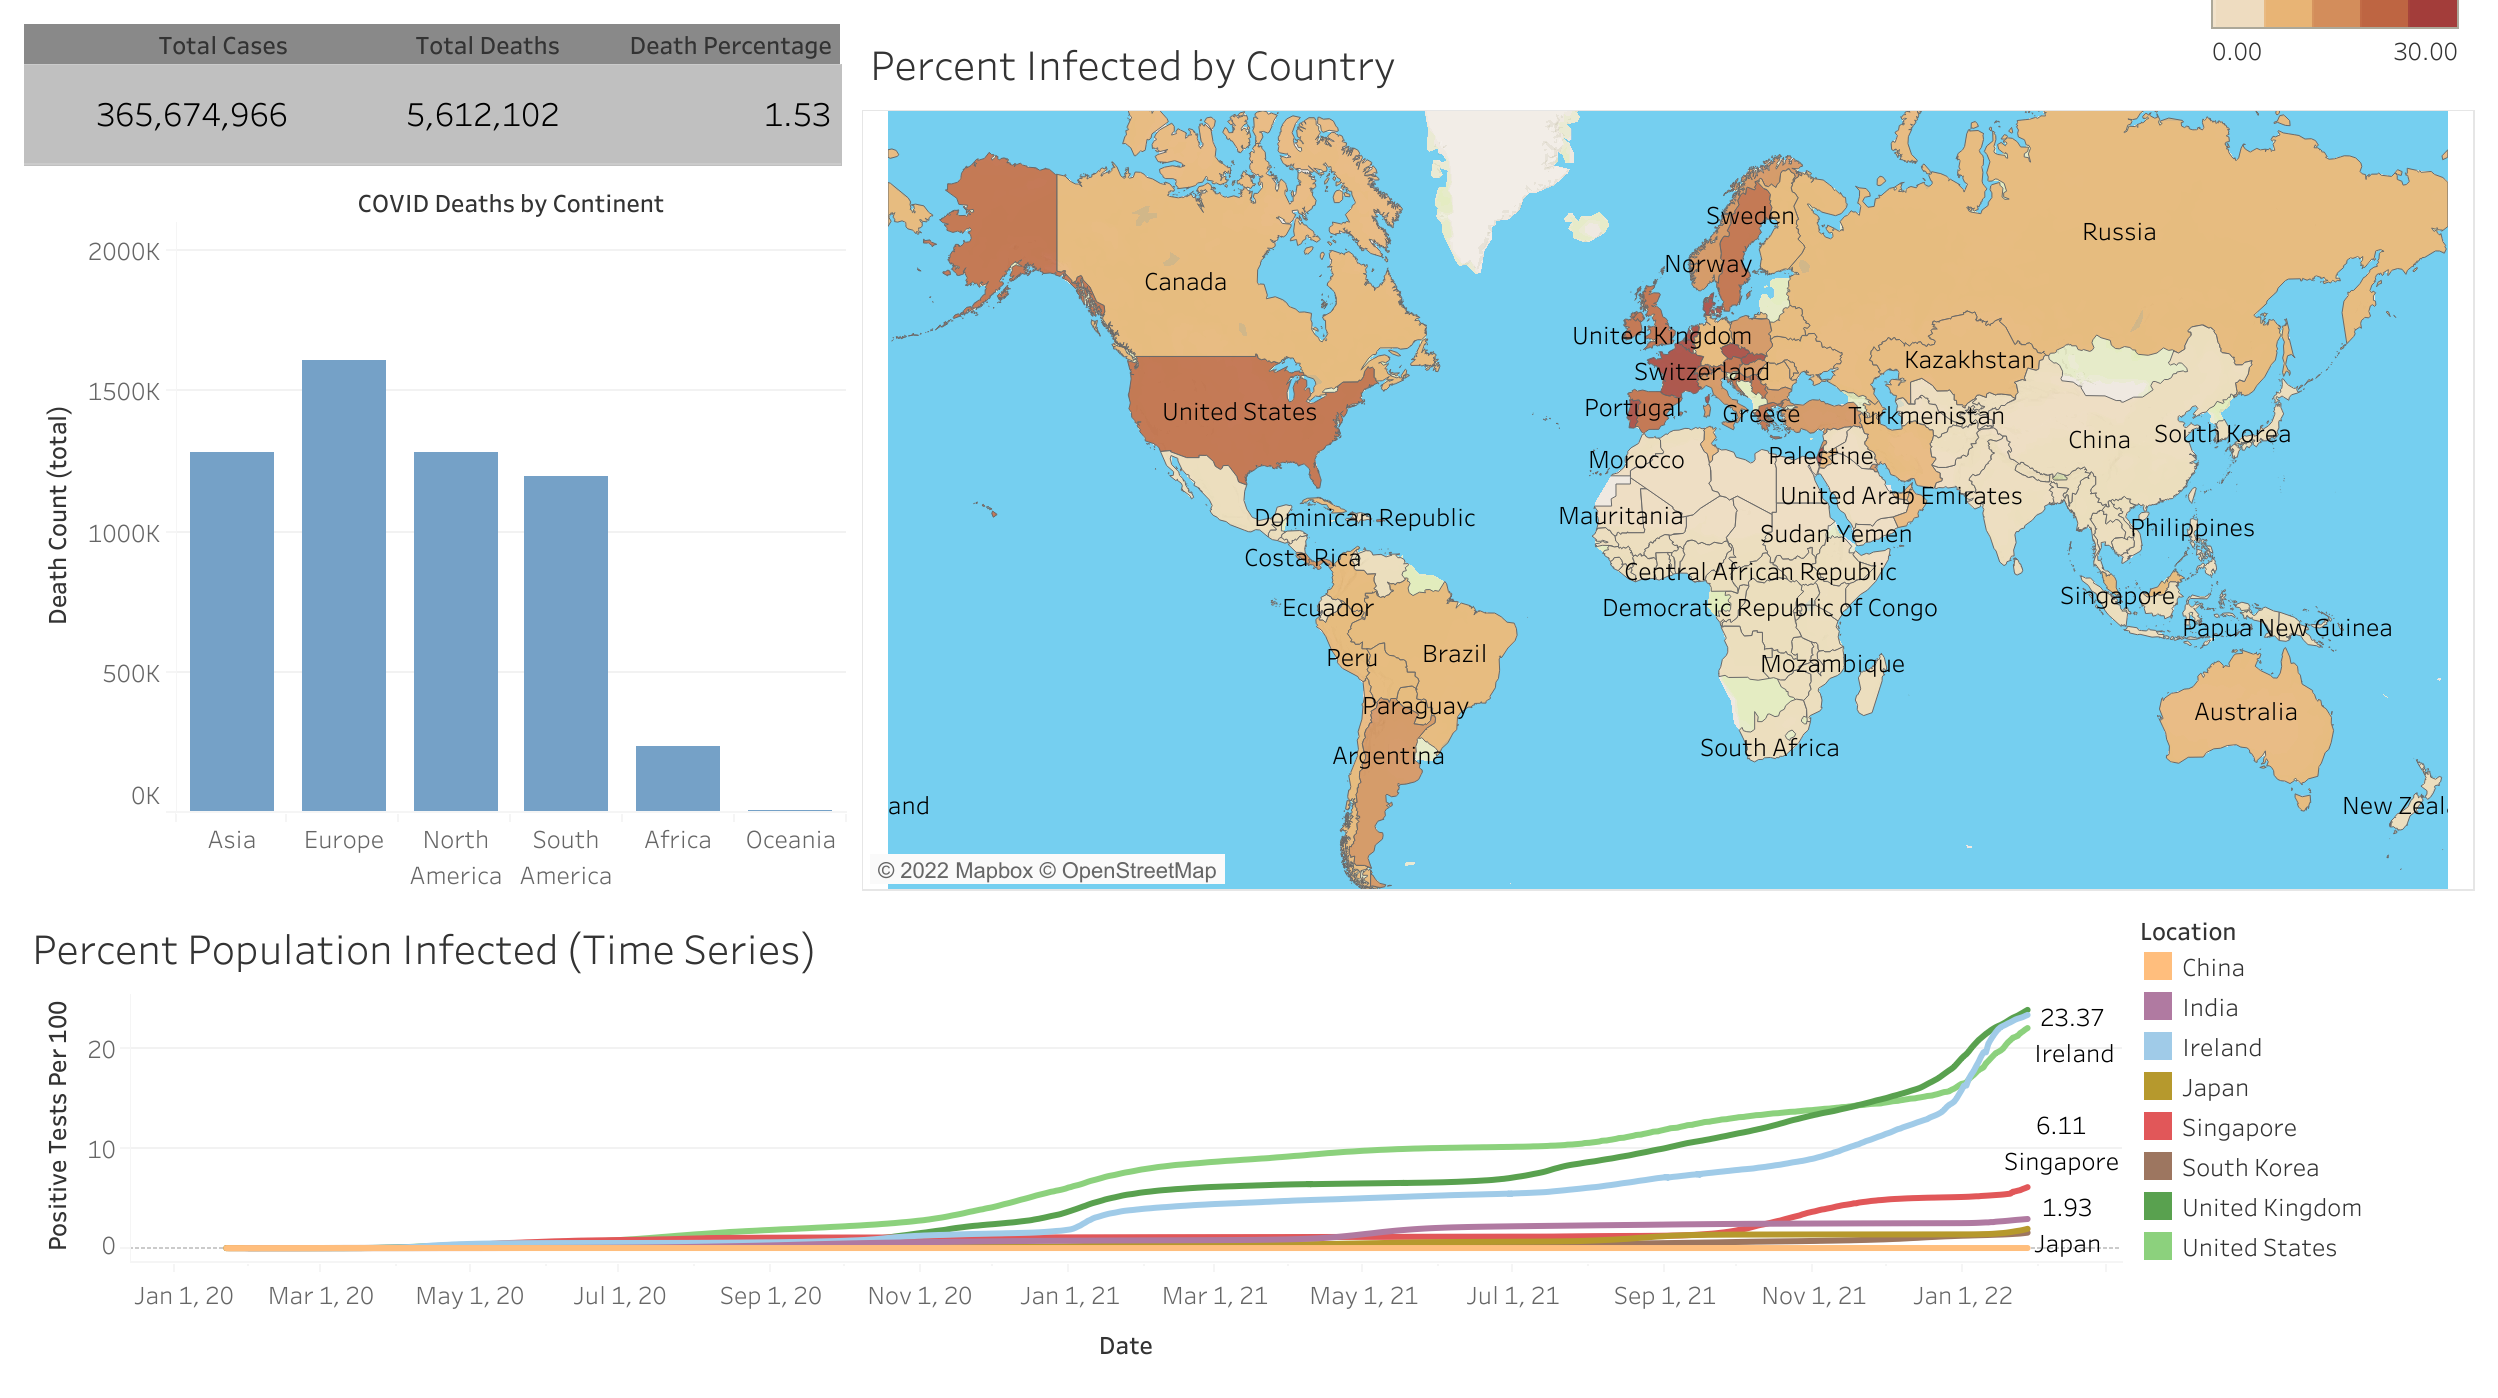 Total Cases Total Deaths Death Percentage
365,674,966 5,612,102 1.53
COVID Deaths by Continent
Death Count (total)
2000K
1500K
1000K
500K
0K
Asia Europe North America South America Africa Oceania
0.00 30.00
Percent Infected by Country
Sweden
Russia
Norway
Canada
United Kingdom
Kazakhstan
Switzerland
United States
Portugal
Greece
Turkmenistan
China
South Korea
Morocco
Palestine
United Arab Emirates
Dominican Republic
Mauritania
Philippines
Sudan
Yemen
Costa Rica
Central African Republic
Singapore
Ecuador
Democratic Republic of Congo
Papua New Guinea
Peru
Brazil
Mozambique
Paraguay
Australia
South Africa
Argentina
and
New Zeal
© 2022 Mapbox © OpenStreetMap
Percent Population Infected (Time Series)
Positive Tests Per 100
20
10
0
23.37
Ireland
6.11
Singapore
1.93
Japan
Jan 1, 20 Mar 1, 20 May 1, 20 Jul 1, 20 Sep 1, 20 Nov 1, 20 Jan 1, 21 Mar 1, 21 May 1, 21 Jul 1, 21 Sep 1, 21 Nov 1, 21 Jan 1, 22
Date
Location
China
India
Ireland
Japan
Singapore
South Korea
United Kingdom
United States